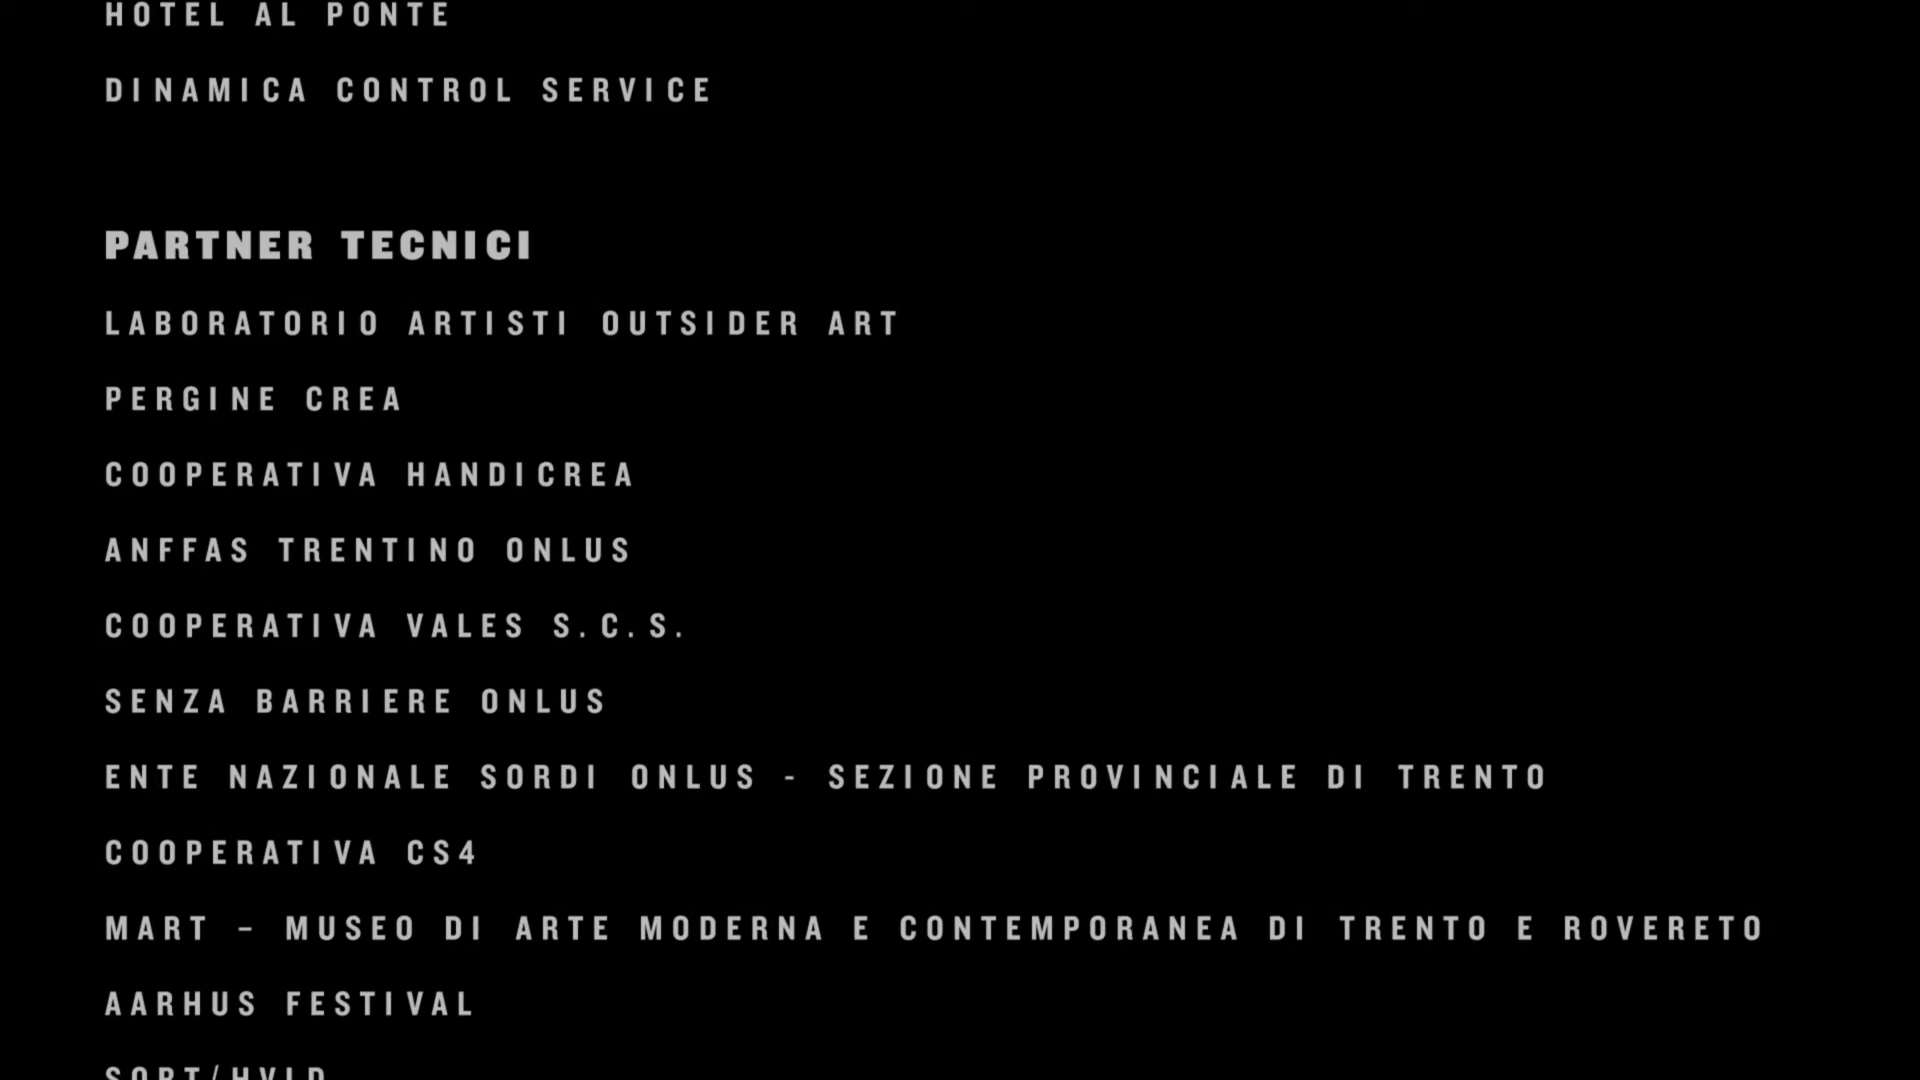 HOTEL AL PONTE
DINAMICA CONTROL SERVICE
PARTNER TECNICI
LABORATORIO ARTISTI OUTSIDER ART
PERGINE CREA
COOPERATIVA HANDICREA
ANFFAS TRENTINO ONLUS
COOPERATIVA VALES S.C.S.
SENZA BARRIERE ONLUS
ENTE NAZIONALE SORDI ONLUS - SEZIONE PROVINCIALE DI TRENTO
COOPERATIVA CS4
MART – MUSEO DI ARTE MODERNA E CONTEMPORANEA DI TRENTO E ROVERETO
AARHUS FESTIVAL
SORT/HVID